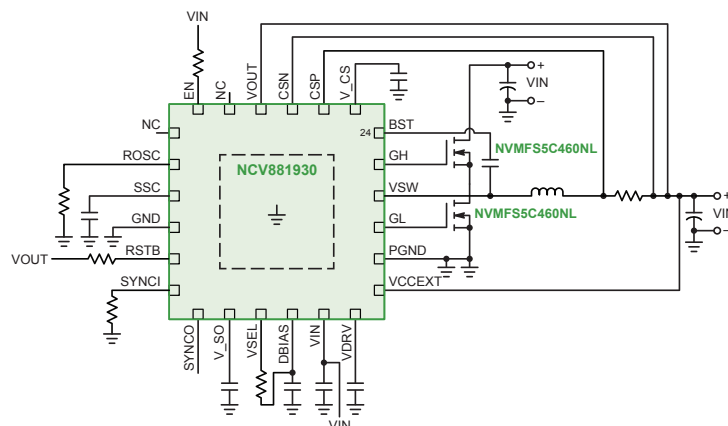 VIN
EN
NC
VOUT
CSN
CSP
V_CS
+
VIN
–
NC
24
BST
NVMFS5C460NL
ROSC
NCV881930
GH
SSC
VSW
NVMFS5C460NL
+
VIN
–
GND
GL
VOUT
RSTB
PGND
SYNCI
VCCEXT
SYNCO
V_SO
VSEL
DBIAS
VIN
VDRV
VIN